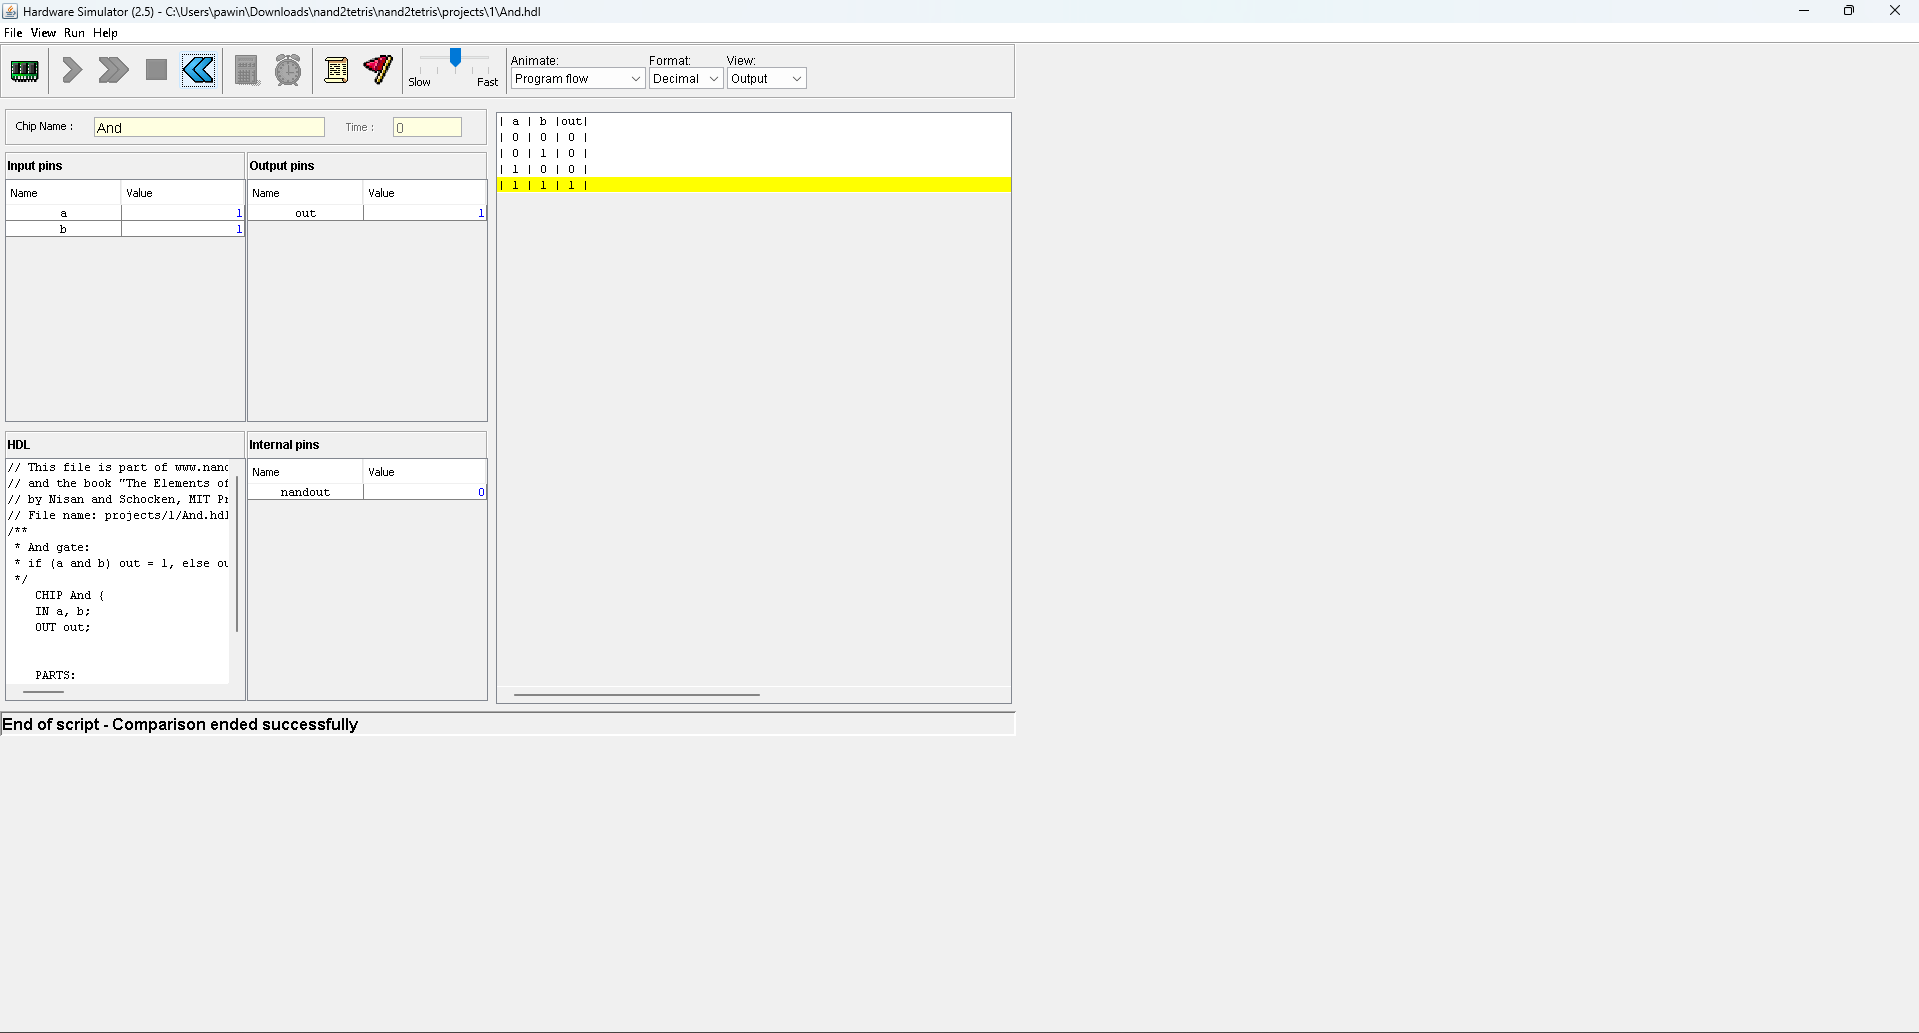 Hardware Simulator (2.5) - C:\Users\pawin\Downloads\nand2tetris\nand2tetris\projects\1\And.hdl
File View Run Help
Slow Fast
Animate: Format: View:
Program flow Decimal Output
Chip Name : And Time : 0
Input pins
Name Value
a 1
b 1
Output pins
Name Value
out 1
HDL
// This file is part of www.nand
// and the book "The Elements of
// by Nisan and Schocken, MIT Pr
// File name: projects/1/And.hdl
/**
* And gate:
* if (a and b) out = 1, else ou
*/
CHIP And {
IN a, b;
OUT out;
PARTS:
Internal pins
Name Value
nandout 0
| a | b |out|
| 0 | 0 | 0 |
| 0 | 1 | 0 |
| 1 | 0 | 0 |
| 1 | 1 | 1 |
End of script - Comparison ended successfully